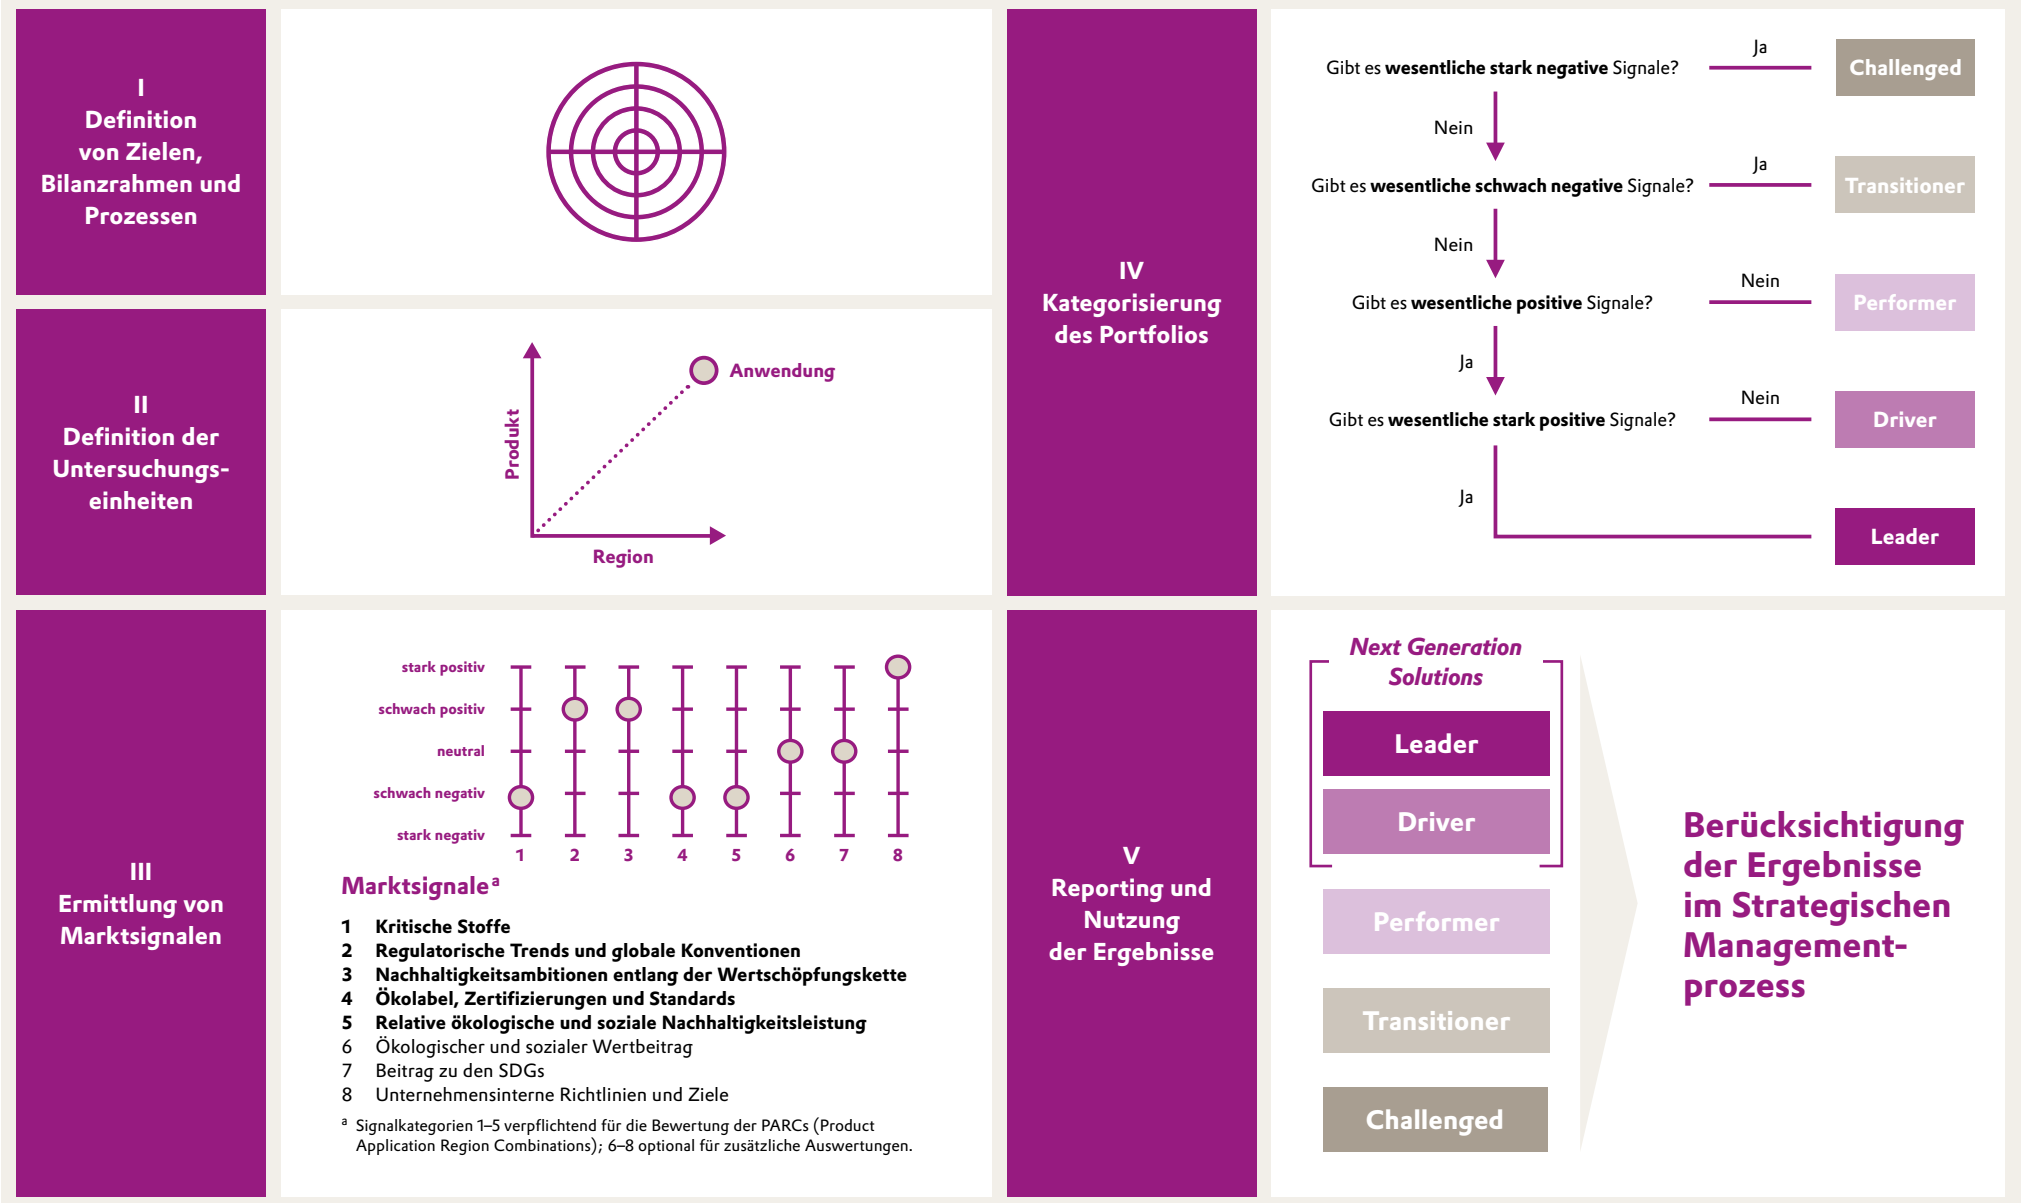 I
Definition
von Zielen,
Bilanzrahmen und
Prozessen
II
Definition der
Untersuchungs-
einheiten
Produkt
Anwendung
Region
III
Ermittlung von
Marktsignalen
stark positiv
schwach positiv
neutral
schwach negativ
stark negativ
1 2 3 4 5 6 7 8
Marktsignale a
1 Kritische Stoffe
2 Regulatorische Trends und globale Konventionen
3 Nachhaltigkeitsambitionen entlang der Wertschöpfungskette
4 Ökolabel, Zertifizierungen und Standards
5 Relative ökologische und soziale Nachhaltigkeitsleistung
6 Ökologischer und sozialer Wertbeitrag
7 Beitrag zu den SDGs
8 Unternehmensinterne Richtlinien und Ziele
a Signalkategorien 1–5 verpflichtend für die Bewertung der PARCs (Product
Application Region Combinations); 6–8 optional für zusätzliche Auswertungen.
IV
Kategorisierung
des Portfolios
Gibt es wesentliche stark negative Signale?
Ja
Challenged
Nein
Gibt es wesentliche schwach negative Signale?
Ja
Transitioner
Nein
Gibt es wesentliche positive Signale?
Nein
Performer
Ja
Gibt es wesentliche stark positive Signale?
Nein
Driver
Ja
Leader
V
Reporting und
Nutzung
der Ergebnisse
Next Generation
Solutions
Leader
Driver
Performer
Transitioner
Challenged
Berücksichtigung
der Ergebnisse
im Strategischen
Management-
prozess